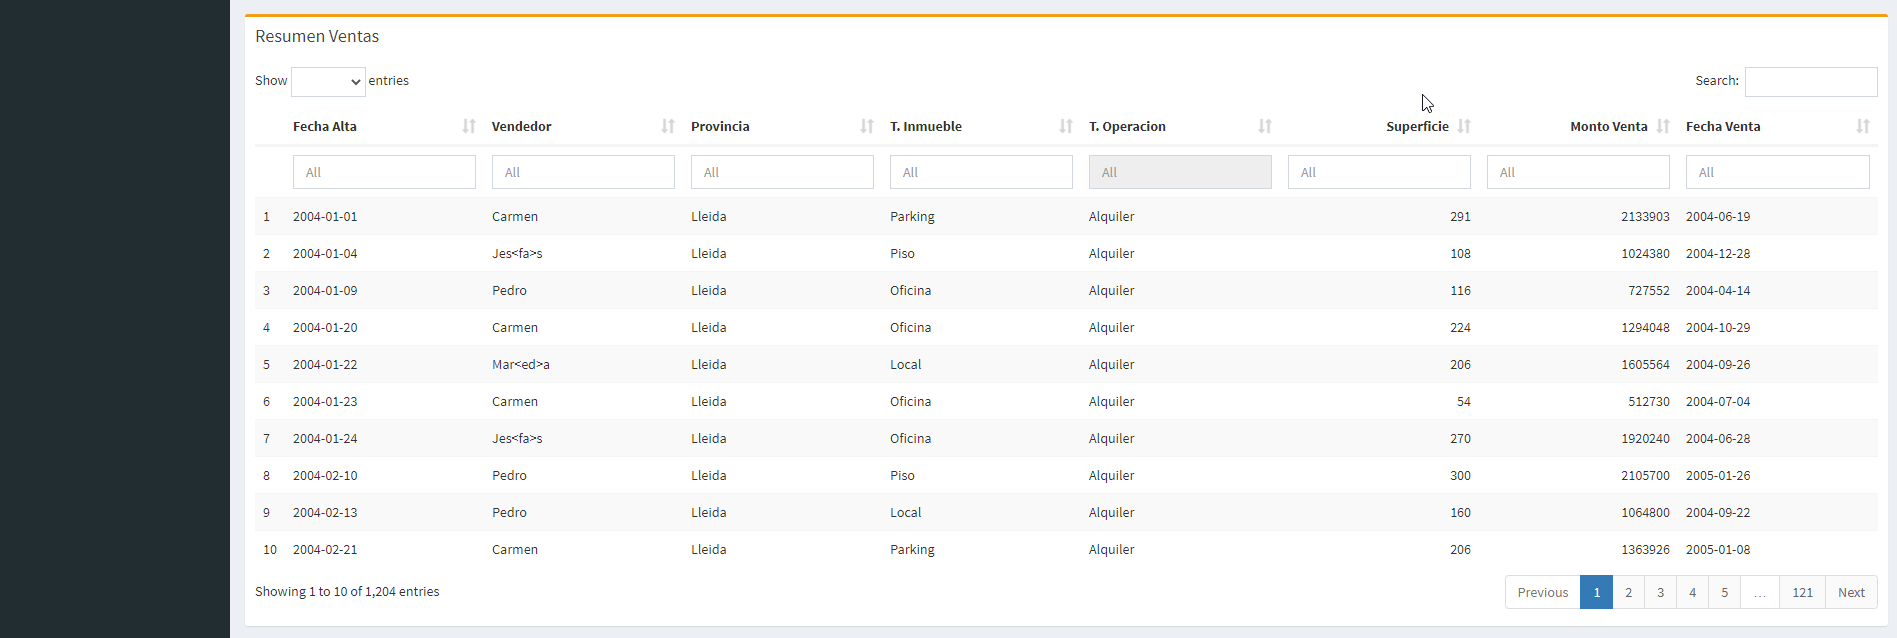 Resumen Ventas
Show entries Search:
Fecha Alta Vendedor Provincia T. Inmueble T. Operacion Superficie Monto Venta Fecha Venta
All All All All All All All All
1 2004-01-01 Carmen Lleida Parking Alquiler 291 2133903 2004-06-19
2 2004-01-04 Jes<fa>s Lleida Piso Alquiler 108 1024380 2004-12-28
3 2004-01-09 Pedro Lleida Oficina Alquiler 116 727552 2004-04-14
4 2004-01-20 Carmen Lleida Oficina Alquiler 224 1294048 2004-10-29
5 2004-01-22 Mar<ed>a Lleida Local Alquiler 206 1605564 2004-09-26
6 2004-01-23 Carmen Lleida Oficina Alquiler 54 512730 2004-07-04
7 2004-01-24 Jes<fa>s Lleida Oficina Alquiler 270 1920240 2004-06-28
8 2004-02-10 Pedro Lleida Piso Alquiler 300 2105700 2005-01-26
9 2004-02-13 Pedro Lleida Local Alquiler 160 1064800 2004-09-22
10 2004-02-21 Carmen Lleida Parking Alquiler 206 1363926 2005-01-08
Showing 1 to 10 of 1,204 entries Previous 1 2 3 4 5 … 121 Next